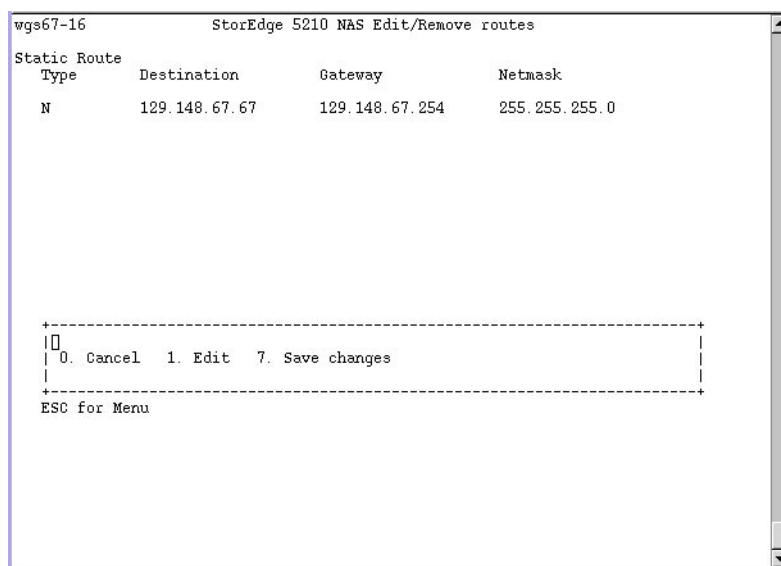 wgs67-16 StorEdge 5210 NAS Edit/Remove routes
Static Route
Type Destination Gateway Netmask
N 129.148.67.67 129.148.67.254 255.255.255.0
0. Cancel 1. Edit 7. Save changes
ESC for Menu